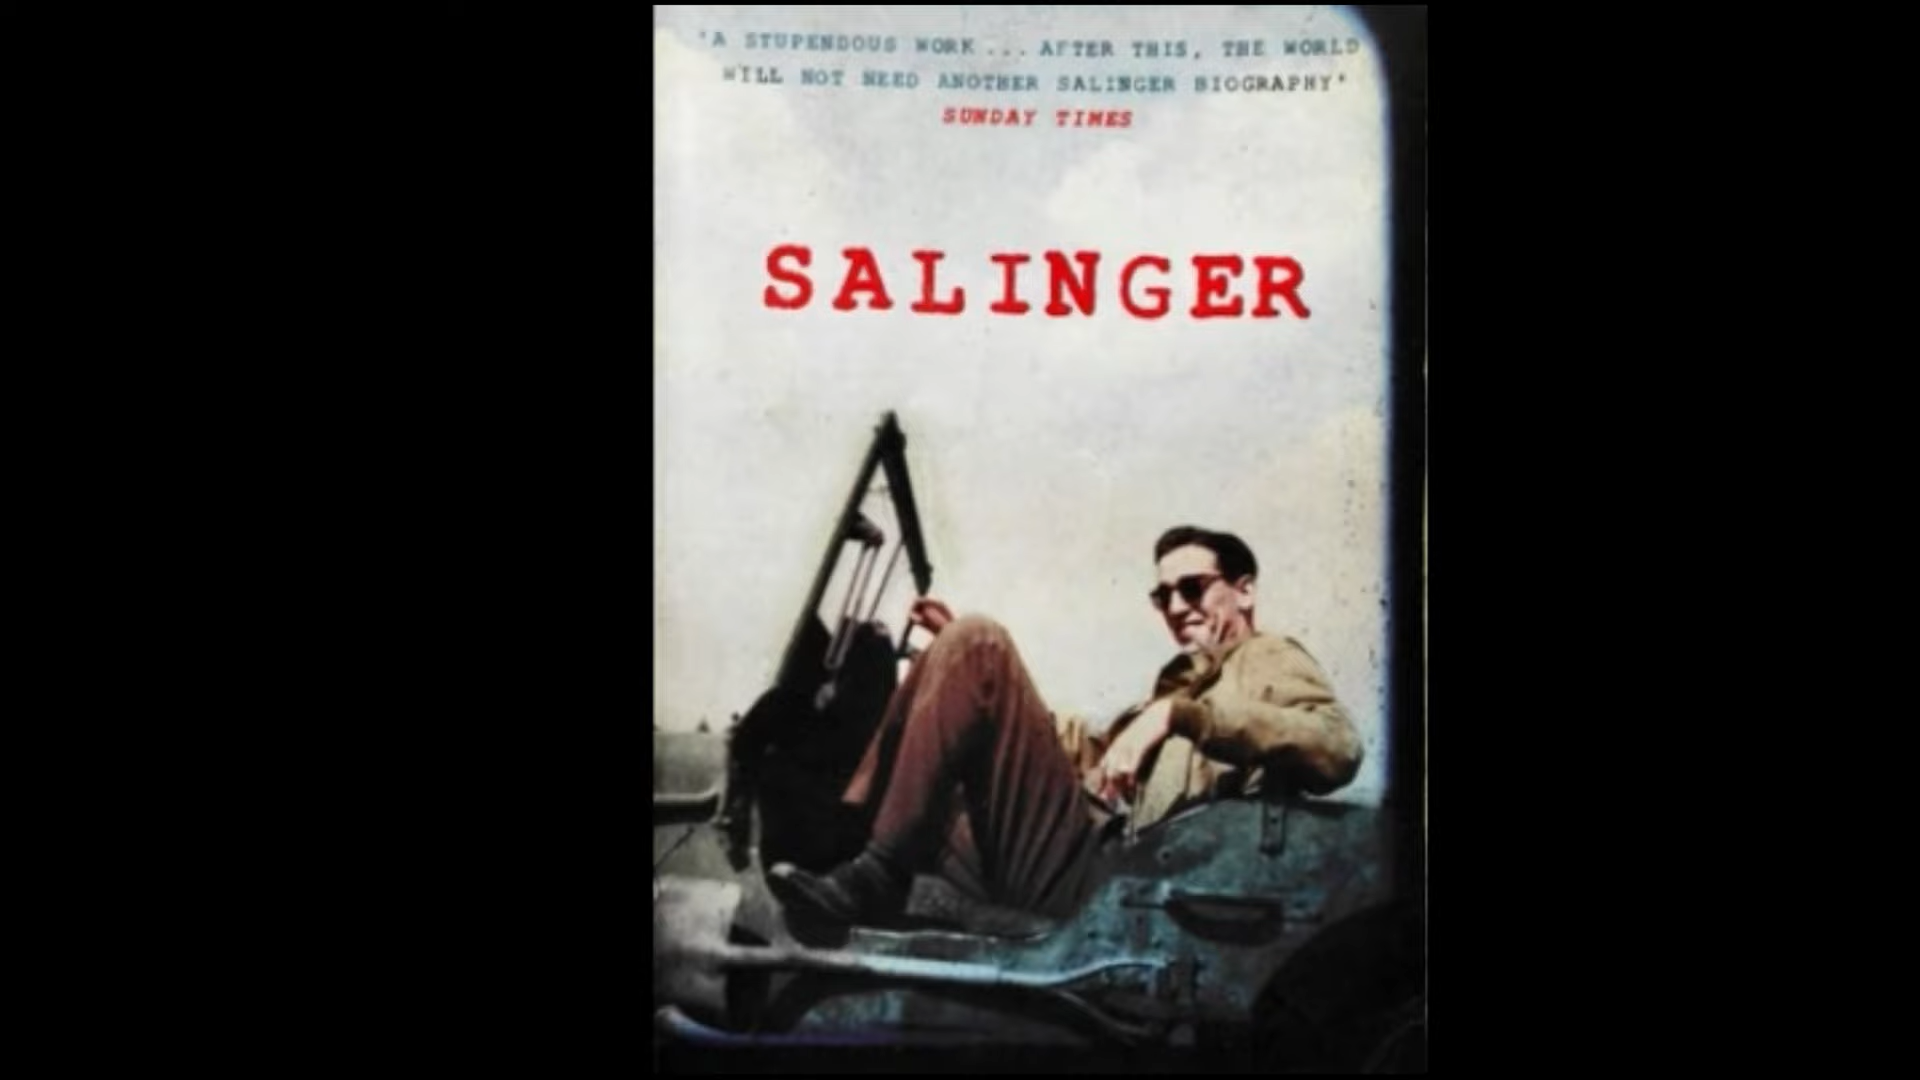 'A STUPENDOUS WORK ... AFTER THIS, THE WORLD
WILL NOT NEED ANOTHER SALINGER BIOGRAPHY'
SUNDAY TIMES
SALINGER